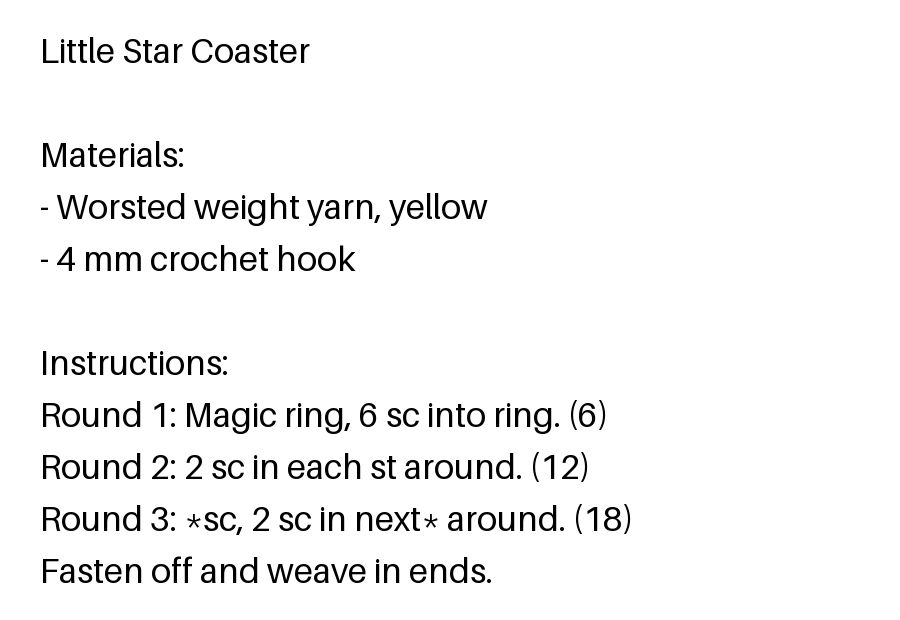 Little Star Coaster
Materials:
- Worsted weight yarn, yellow
- 4 mm crochet hook
Instructions:
Round 1: Magic ring, 6 sc into ring. (6)
Round 2: 2 sc in each st around. (12)
Round 3: *sc, 2 sc in next* around. (18)
Fasten off and weave in ends.